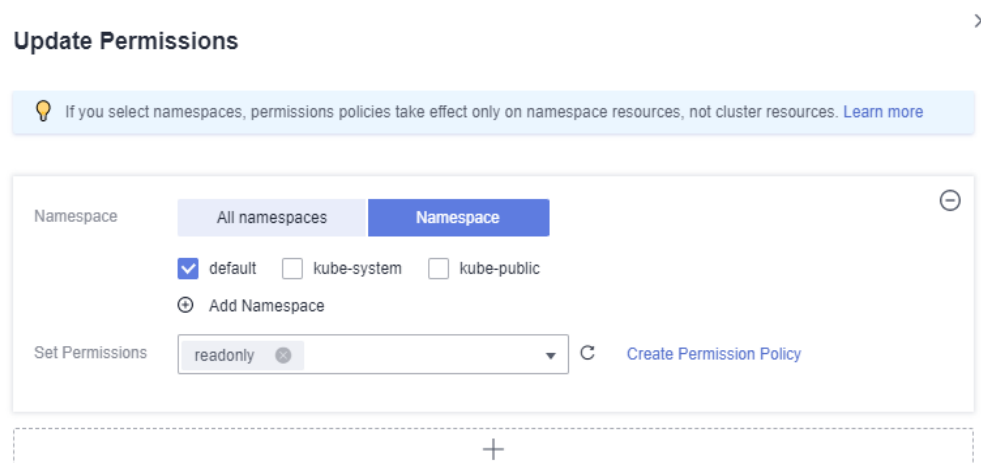 Update Permissions
If you select namespaces, permissions policies take effect only on namespace resources, not cluster resources. Learn more
Namespace All namespaces Namespace
default kube-system kube-public
Add Namespace
Set Permissions readonly Create Permission Policy